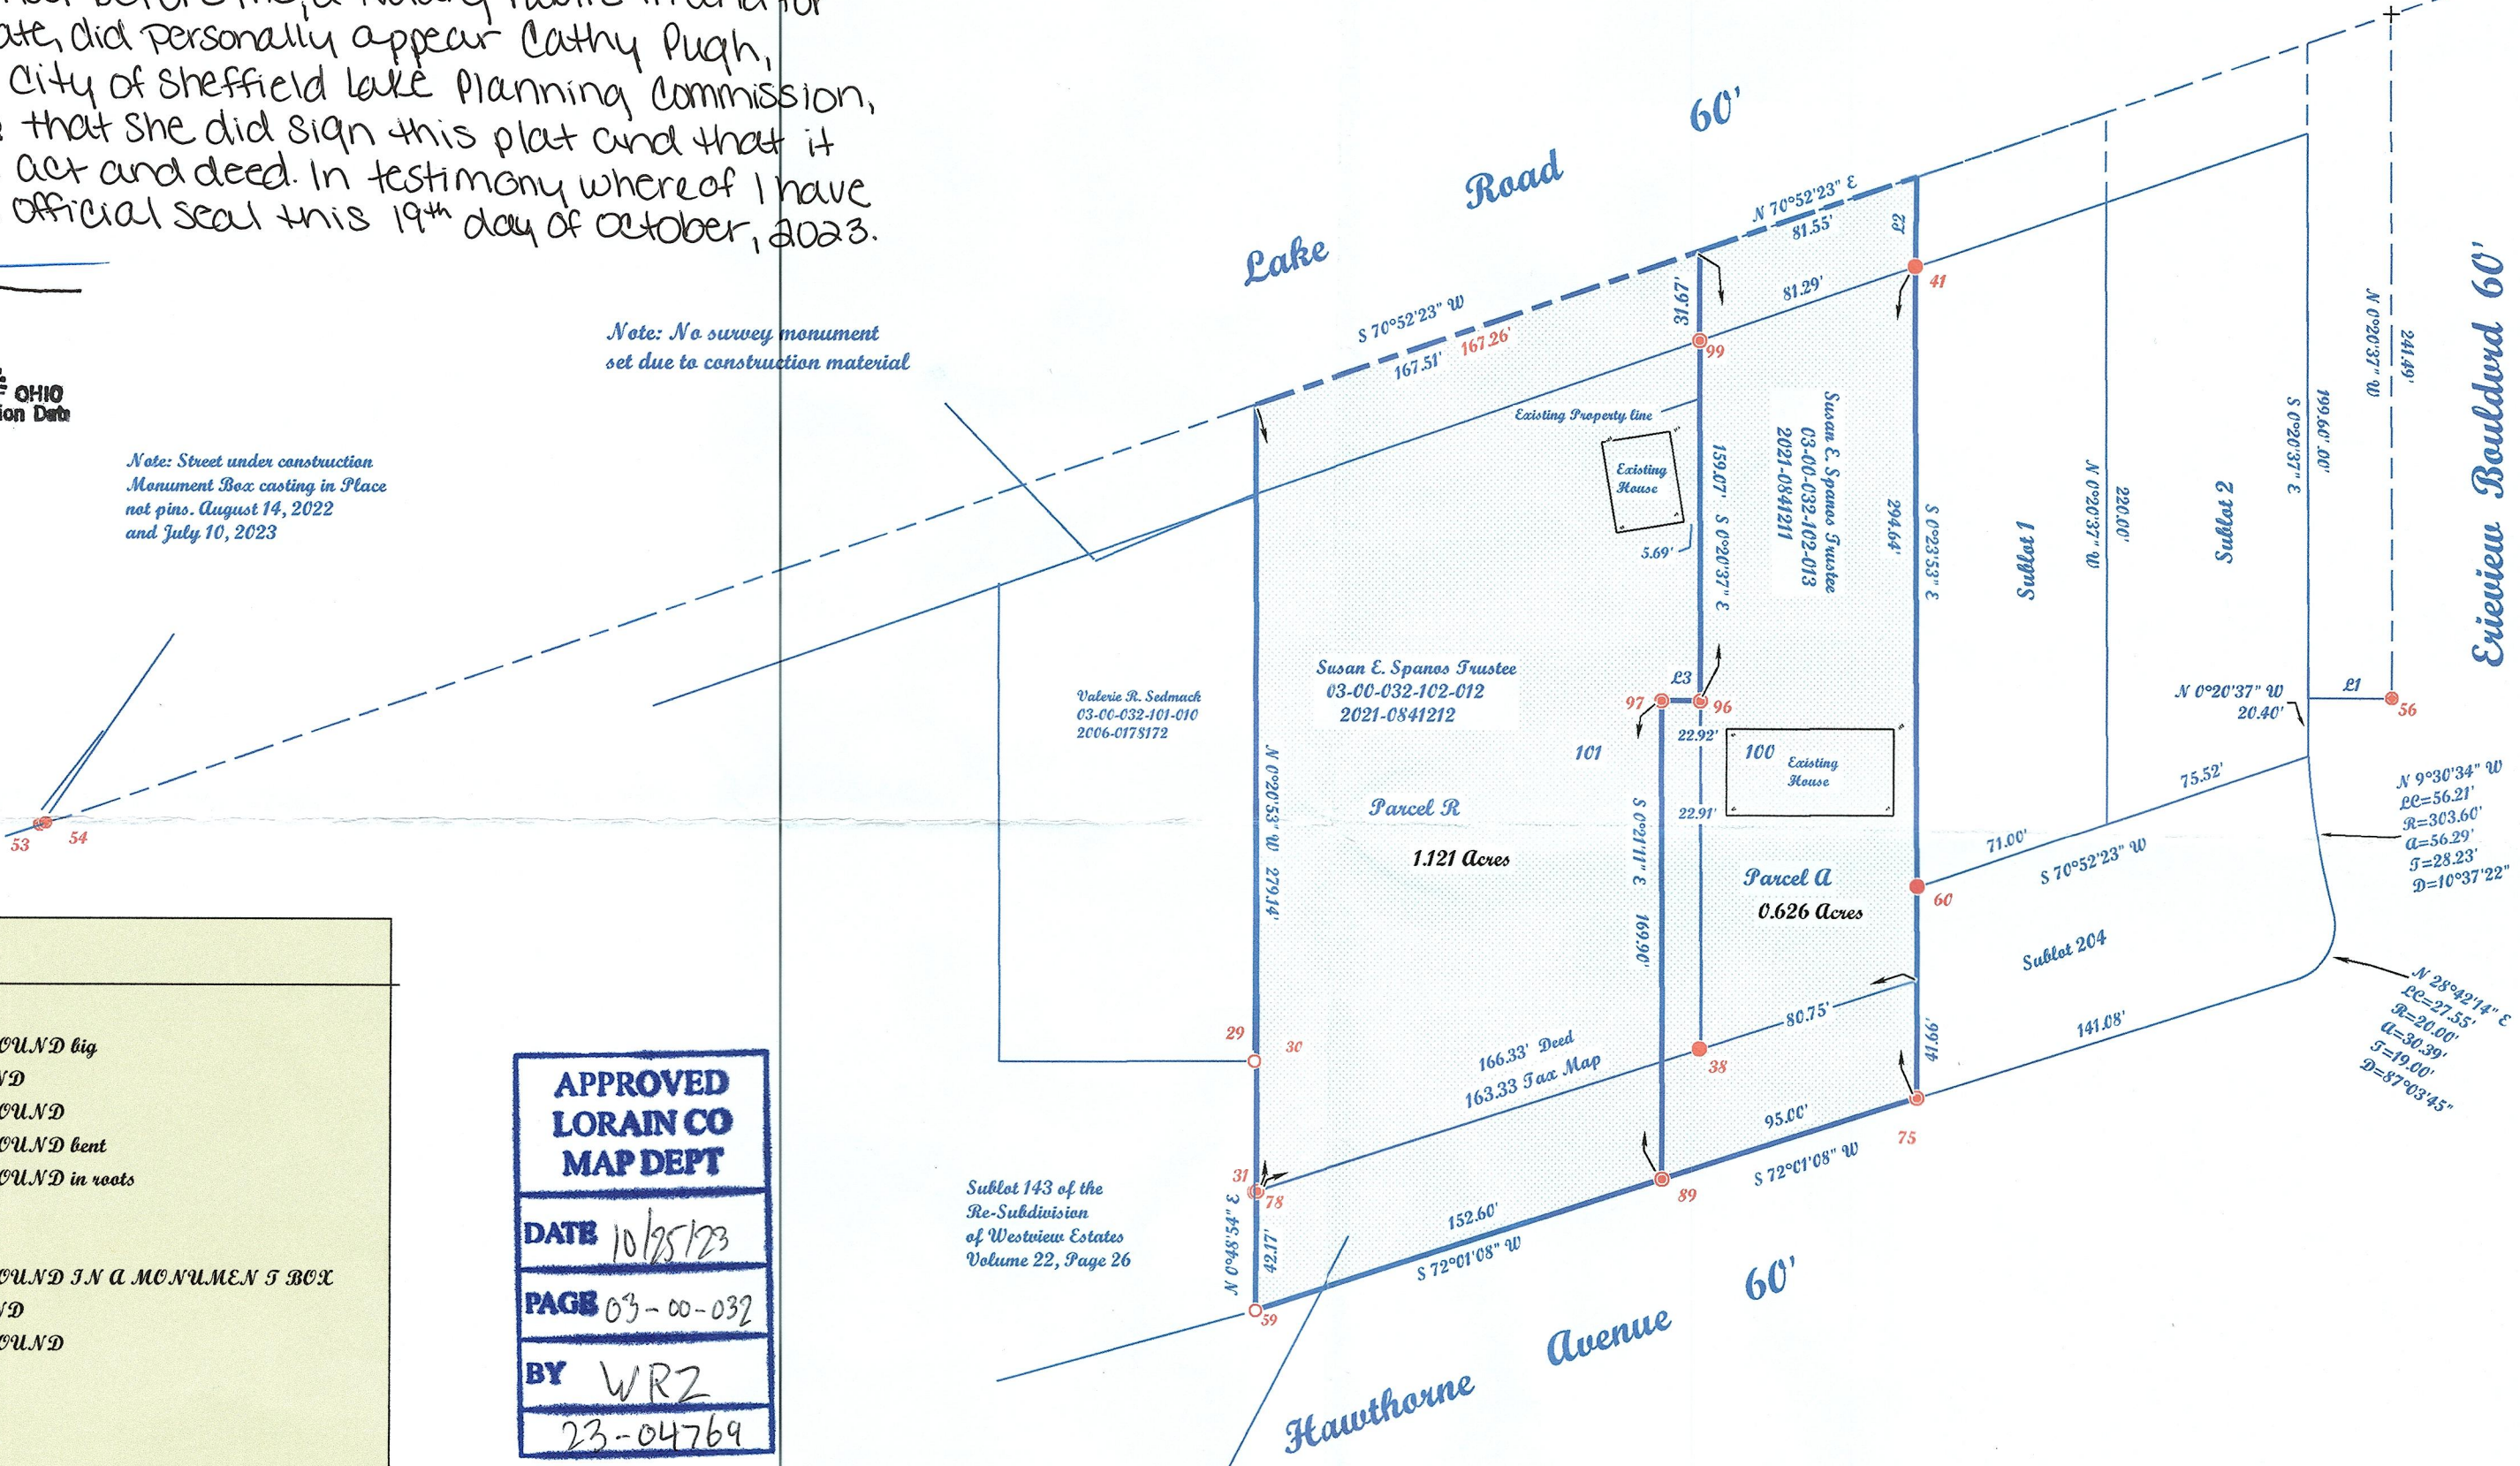 before me, a Notary Public in and for
ate, did personally appear Cathy Pugh,
City of Sheffield Lake Planning Commission,
that she did sign this plat and that it
act and deed. In testimony whereof I have
official seal this 19th day of October, 2023.
OHIO
ion Date
Note: No survey monument
set due to construction material
Note: Street under construction
Monument Box casting in Place
not pins. August 14, 2022
and July 10, 2023
53
54
OUND big
ND
OUND
OUND bent
OUND in roots
OUND IN A MONUMENT BOX
ND
OUND
APPROVED
LORAIN CO
MAP DEPT
DATE 10/25/23
PAGE 03-00-032
BY WRZ
23-04769
Lake Road 60'
S 70°52'23" W
167.51' 167.26'
N 70°52'23" E
81.55'
L2
41
31.97'
81.29'
99
Existing Property line
Existing
House
5.69'
159.07' S 0°20'37" E
Susan E. Spanos Trustee
03-00-032-102-013
2021-0841211
294.64'
S 0°23'53" E
Sublot 1
N 0°20'37" W
220.00'
Sublot 2
S 0°20'37" E
199.60' .00'
N 0°20'37" W
241.49'
Erieview Bouldvrd 60'
Valerie R. Sedmack
03-00-032-101-010
2006-0178172
Susan E. Spanos Trustee
03-00-032-102-012
2021-0841212
L3
97
96
22.92'
101
100
Existing
House
22.91'
N 0°20'37" W
20.40'
L1
56
N 0°20'53" W 279.14'
Parcel R
1.121 Acres
S 0°21'11" E 169.90'
Parcel A
0.626 Acres
75.52'
71.00'
S 70°52'23" W
60
N 9°30'34" W
LC=56.21'
R=303.60'
A=56.29'
T=28.23'
D=10°37'22"
Sublot 204
N 28°42'14" E
LC=27.55'
R=20.00'
A=30.39'
T=19.00'
D=87°03'45"
29
30
166.33' Deed
163.33 Tax Map
38
80.75'
41.99'
141.08'
95.00'
75
S 72°01'08" W
31
78
89
Sublot 143 of the
Re-Subdivision
of Westview Estates
Volume 22, Page 26
N 0°48'54" E
42.17'
152.60'
S 72°01'08" W
59
Hawthorne Avenue 60'